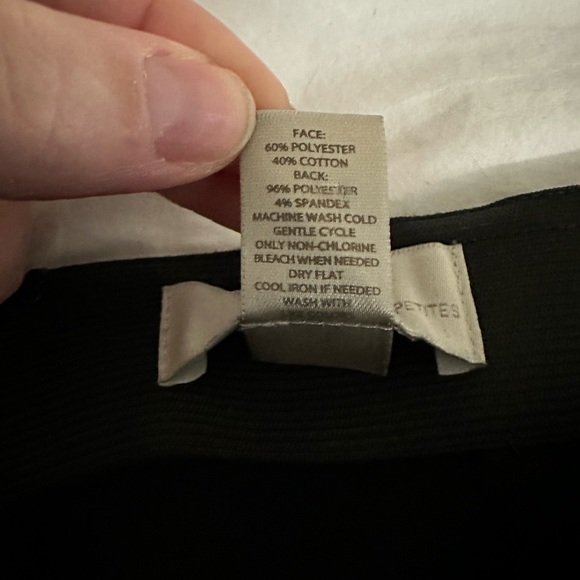 FACE:
60% POLYESTER
40% COTTON
BACK:
96% POLYESTER
4% SPANDEX
MACHINE WASH COLD
GENTLE CYCLE
ONLY NON-CHLORINE
BLEACH WHEN NEEDED
DRY FLAT
COOL IRON IF NEEDED
WASH WITH
PETITES